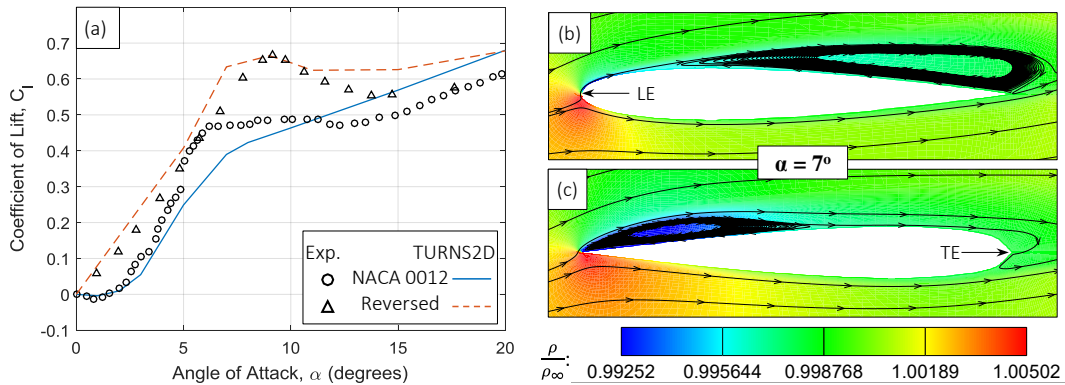 (a)
Coefficient of Lift, C_l
0.7
0.6
0.5
0.4
0.3
0.2
0.1
0
-0.1
0 5 10 15 20
Angle of Attack, α (degrees)
Exp. TURNS2D
NACA 0012
Reversed
(b)
LE
α = 7º
(c)
TE
ρ/ρ∞:
0.99252 0.995644 0.998768 1.00189 1.00502